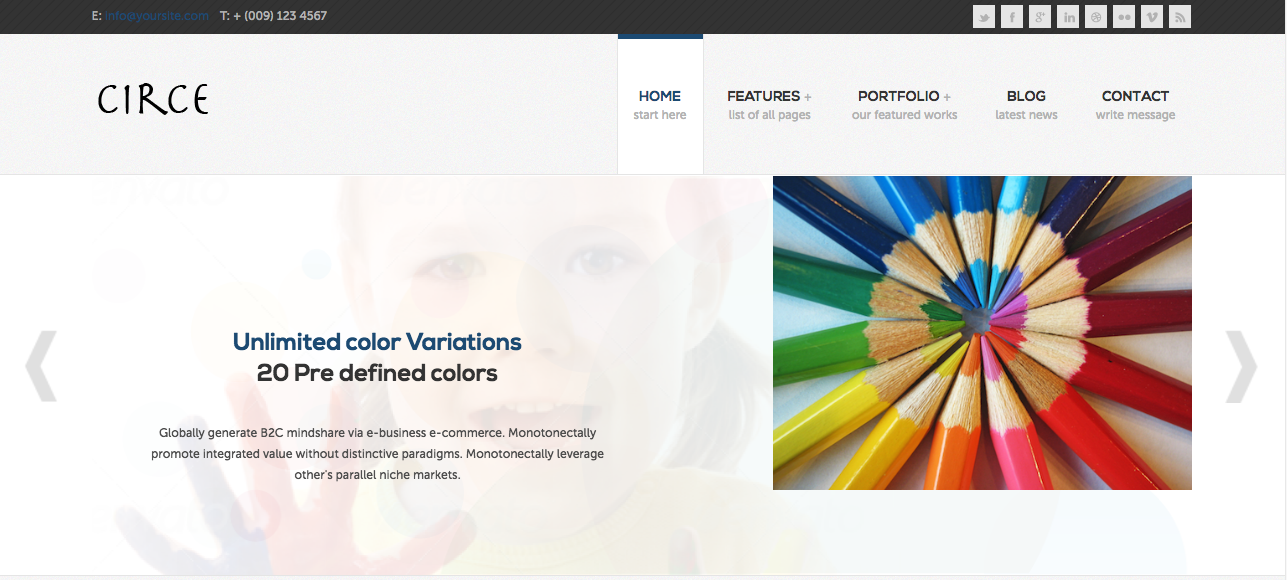 E: info@yoursite.com T: + (009) 123 4567
CIRCE
HOME
start here
FEATURES +
list of all pages
PORTFOLIO +
our featured works
BLOG
latest news
CONTACT
write message
Unlimited color Variations
20 Pre defined colors
Globally generate B2C mindshare via e-business e-commerce. Monotonectally
promote integrated value without distinctive paradigms. Monotonectally leverage
other's parallel niche markets.